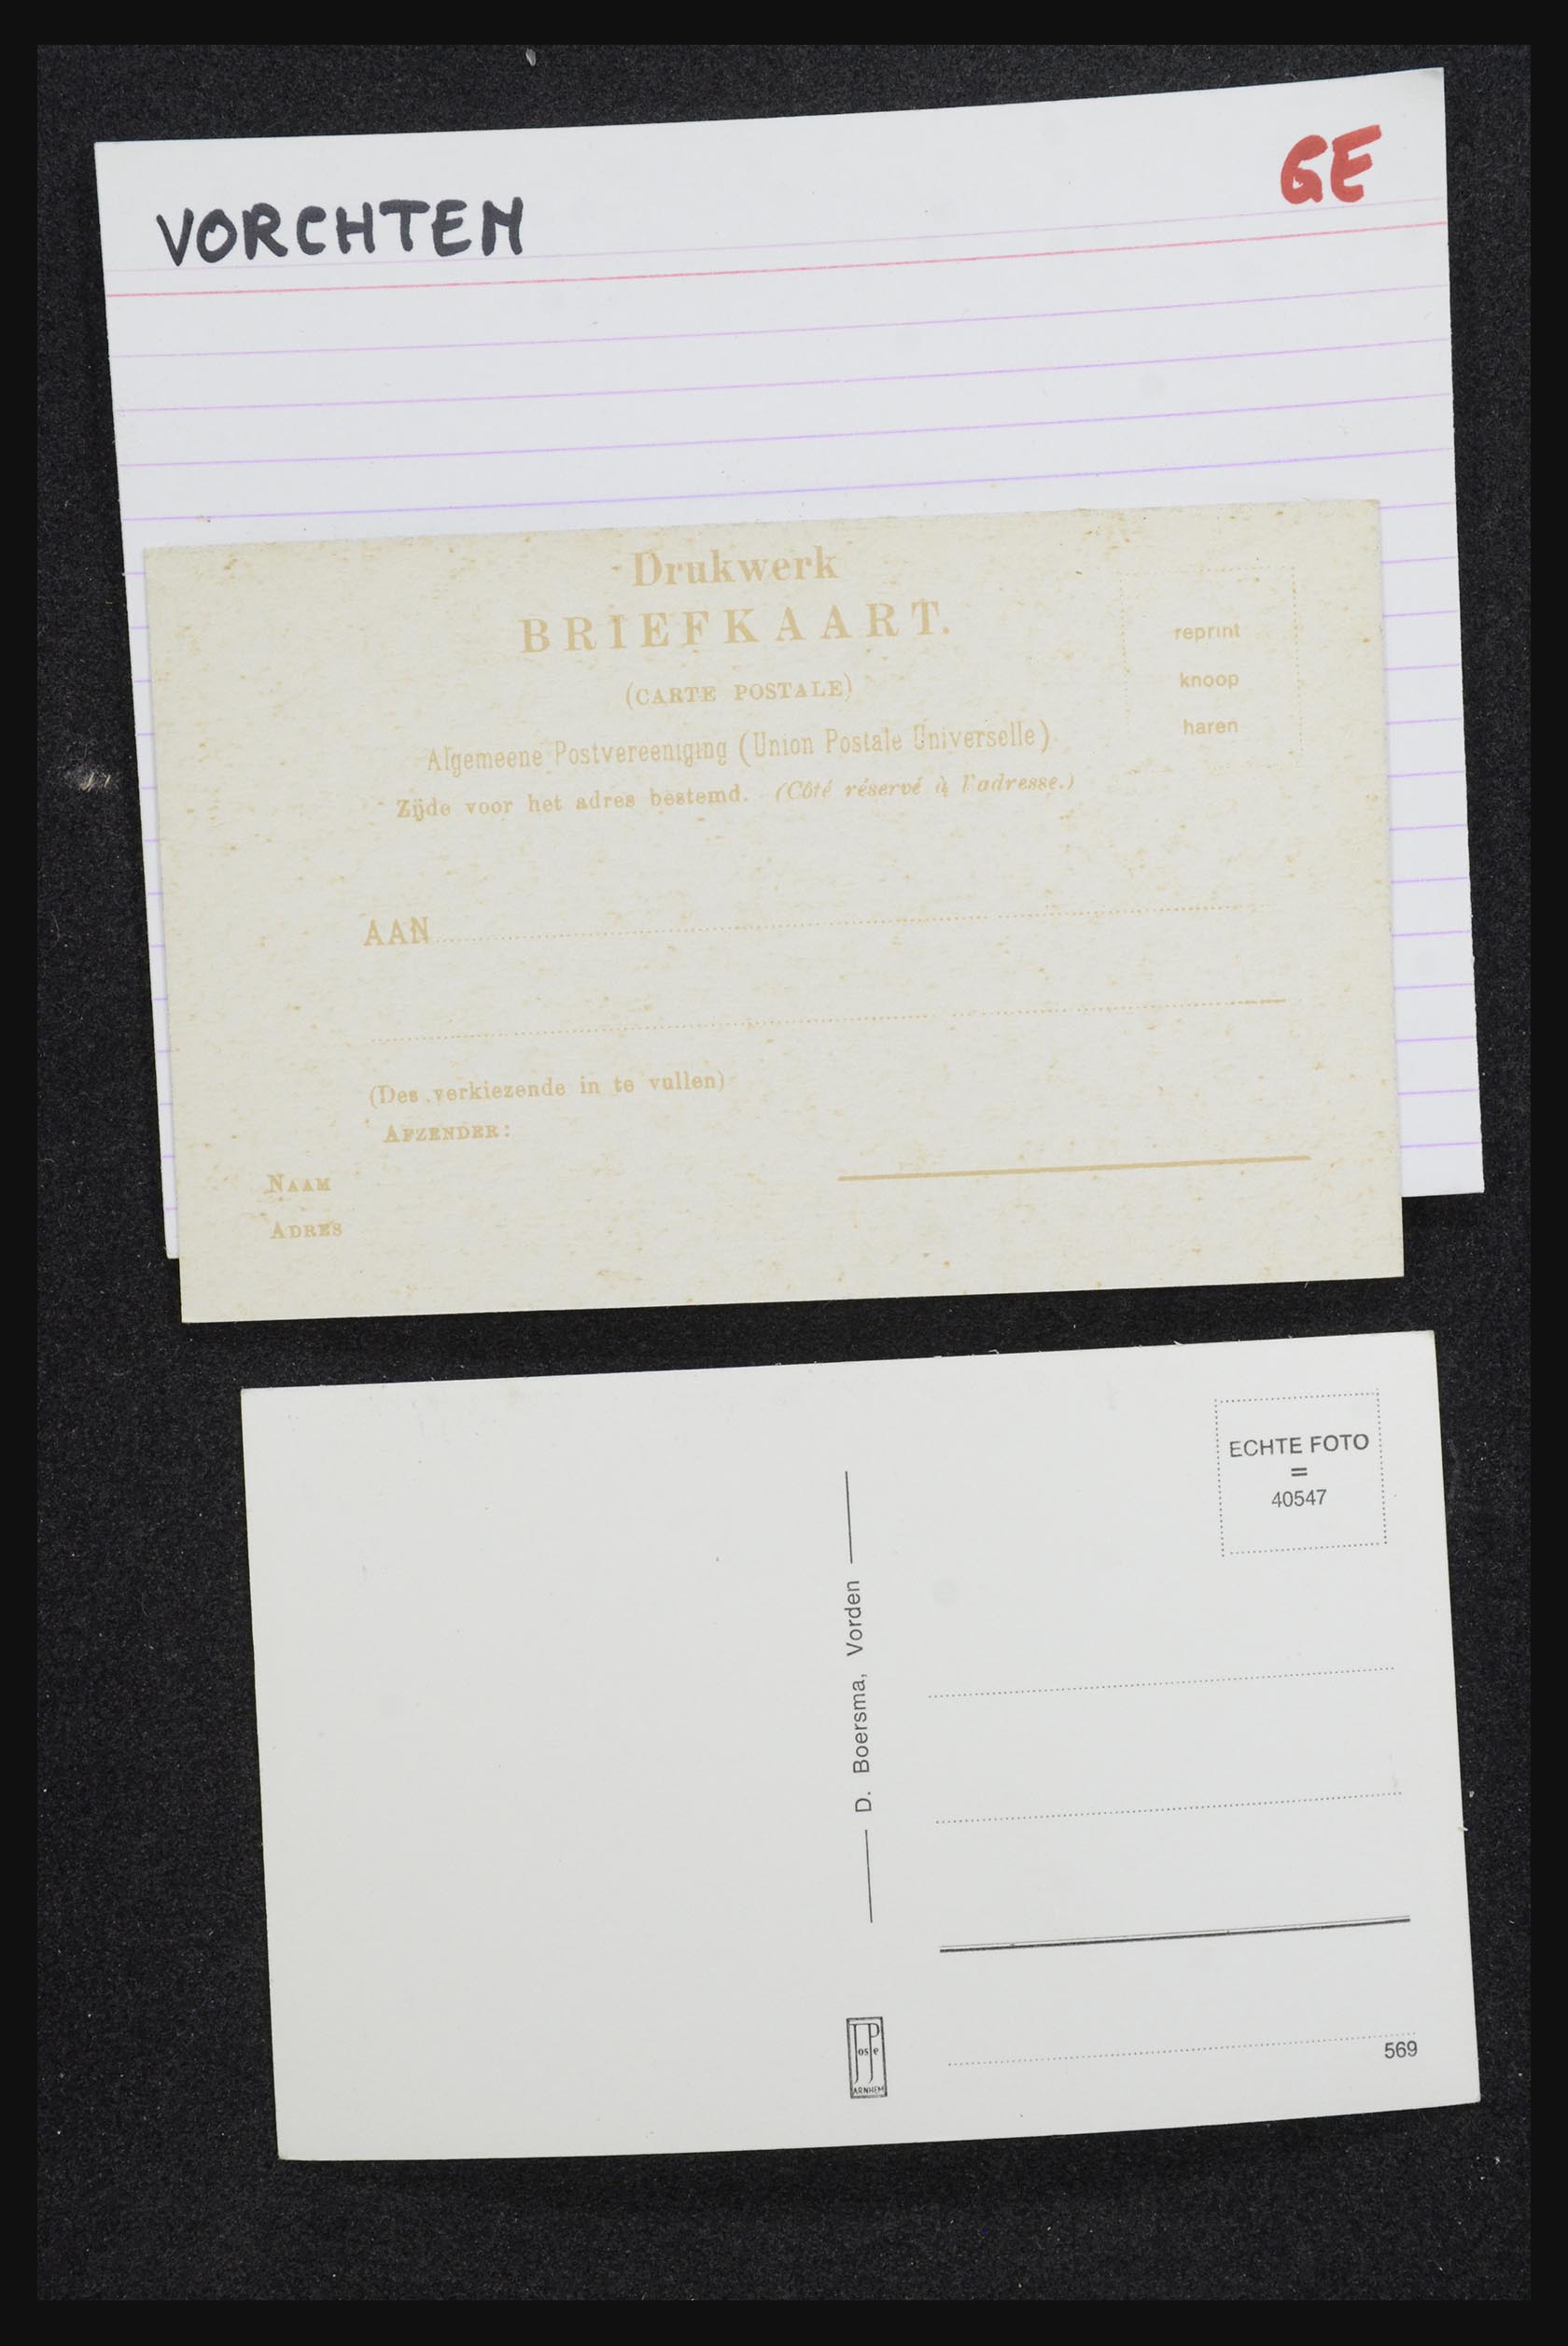 VORCHTEN
GE
Drukwerk
BRIEFKAART.
(CARTE POSTALE)
Algemeene Postvereeniging (Union Postale Universelle)
Zijde voor het adres bestemd. (Côté réservé à l'adresse.)
reprint
knoop
haren
AAN
(Des verkiezende in te vullen)
AFZENDER:
NAAM
ADRES
ECHTE FOTO
=
40547
D. Boersma, Vorden
JosPe
ARNHEM
569